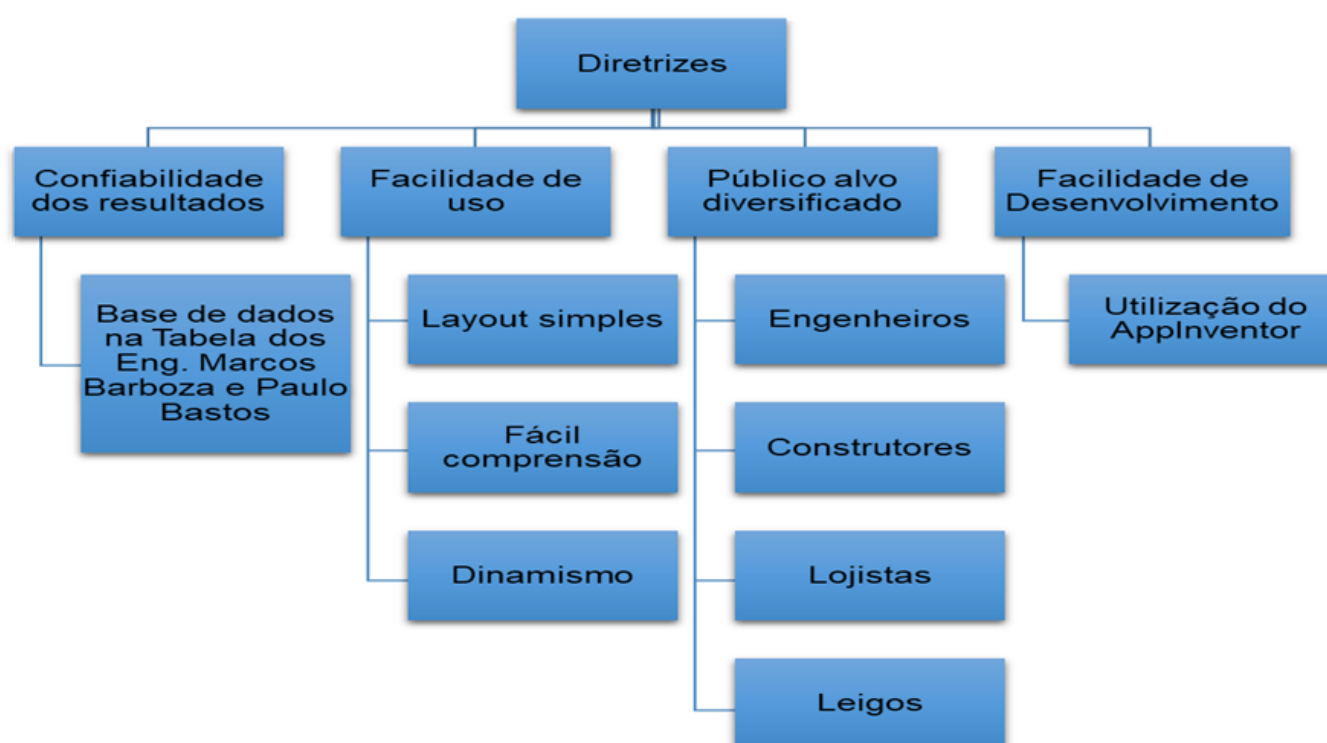 Diretrizes
Confiabilidade
dos resultados
Base de dados
na Tabela dos
Eng. Marcos
Barboza e Paulo
Bastos
Facilidade de
uso
Layout simples
Fácil
comprensão
Dinamismo
Público alvo
diversificado
Engenheiros
Construtores
Lojistas
Leigos
Facilidade de
Desenvolvimento
Utilização do
AppInventor